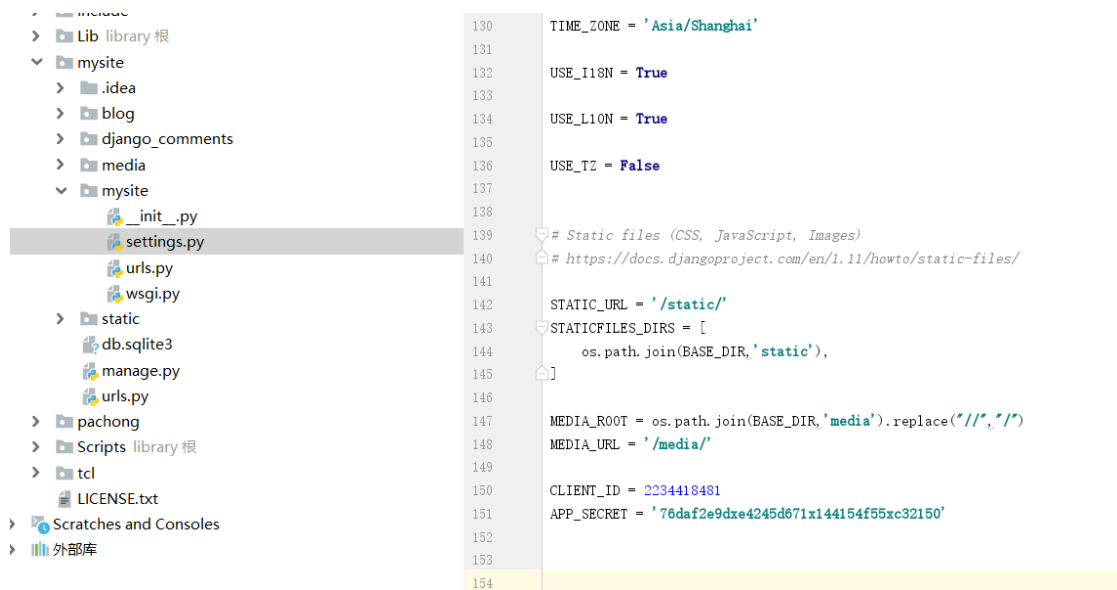 include
Lib library 根
mysite
.idea
blog
django_comments
media
mysite
__init__.py
settings.py
urls.py
wsgi.py
static
db.sqlite3
manage.py
urls.py
pachong
Scripts library 根
tcl
LICENSE.txt
Scratches and Consoles
外部库
130 TIME_ZONE = 'Asia/Shanghai'
131
132 USE_I18N = True
133
134 USE_L10N = True
135
136 USE_TZ = False
137
138
139 # Static files (CSS, JavaScript, Images)
140 # https://docs.djangoproject.com/en/1.11/howto/static-files/
141
142 STATIC_URL = '/static/'
143 STATICFILES_DIRS = [
144     os.path.join(BASE_DIR,'static'),
145 ]
146
147 MEDIA_ROOT = os.path.join(BASE_DIR,'media').replace("//","/")
148 MEDIA_URL = '/media/'
149
150 CLIENT_ID = 2234418481
151 APP_SECRET = '76daf2e9dxe4245d671x144154f55xc32150'
152
153
154